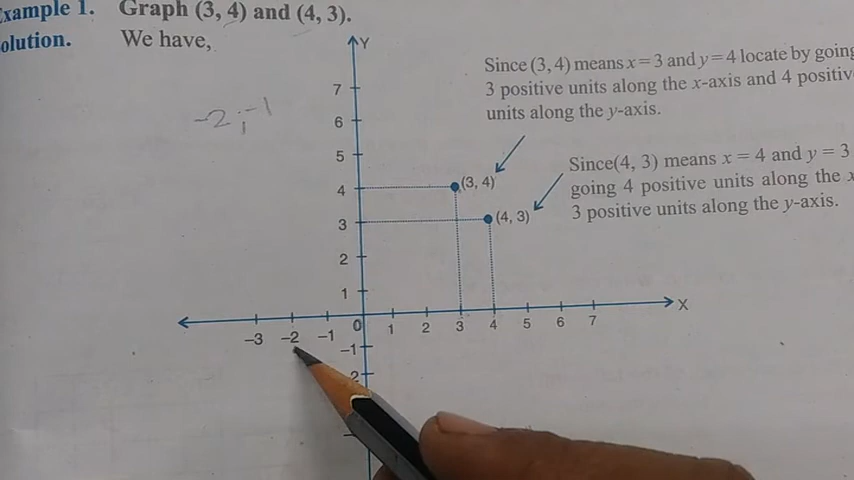 xample 1. Graph (3, 4) and (4, 3).
olution. We have,
Y
Since (3, 4) means x = 3 and y = 4 locate by going
3 positive units along the x-axis and 4 positiv
units along the y-axis.
-2, -1
7
6
5
4
3
2
1
(3, 4)
(4, 3)
Since(4, 3) means x = 4 and y = 3
going 4 positive units along the x
3 positive units along the y-axis.
X
-3 -2 -1 0 1 2 3 4 5 6 7
-1
2